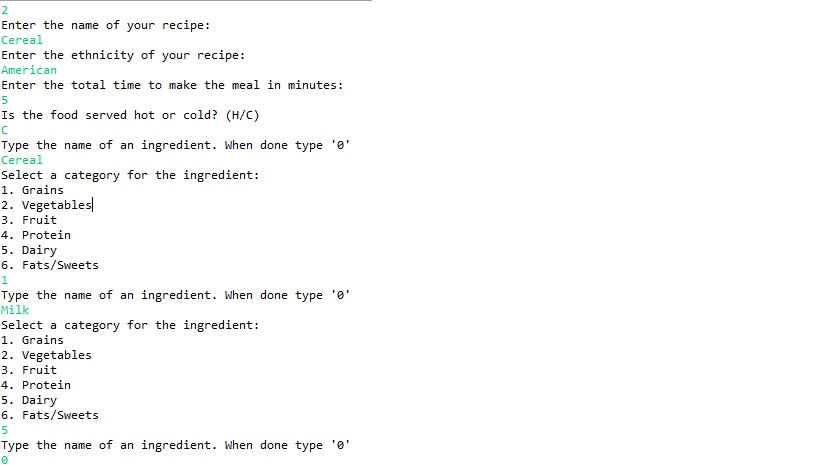 2
Enter the name of your recipe:
Cereal
Enter the ethnicity of your recipe:
American
Enter the total time to make the meal in minutes:
5
Is the food served hot or cold? (H/C)
C
Type the name of an ingredient. When done type '0'
Cereal
Select a category for the ingredient:
1. Grains
2. Vegetables
3. Fruit
4. Protein
5. Dairy
6. Fats/Sweets
1
Type the name of an ingredient. When done type '0'
Milk
Select a category for the ingredient:
1. Grains
2. Vegetables
3. Fruit
4. Protein
5. Dairy
6. Fats/Sweets
5
Type the name of an ingredient. When done type '0'
0